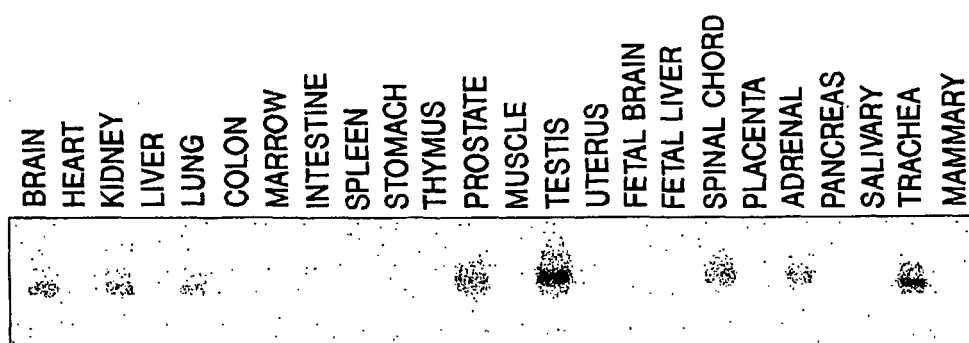 BRAIN
HEART
KIDNEY
LIVER
LUNG
COLON
MARROW
INTESTINE
SPLEEN
STOMACH
THYMUS
PROSTATE
MUSCLE
TESTIS
UTERUS
FETAL BRAIN
FETAL LIVER
SPINAL CHORD
PLACENTA
ADRENAL
PANCREAS
SALIVARY
TRACHEA
MAMMARY